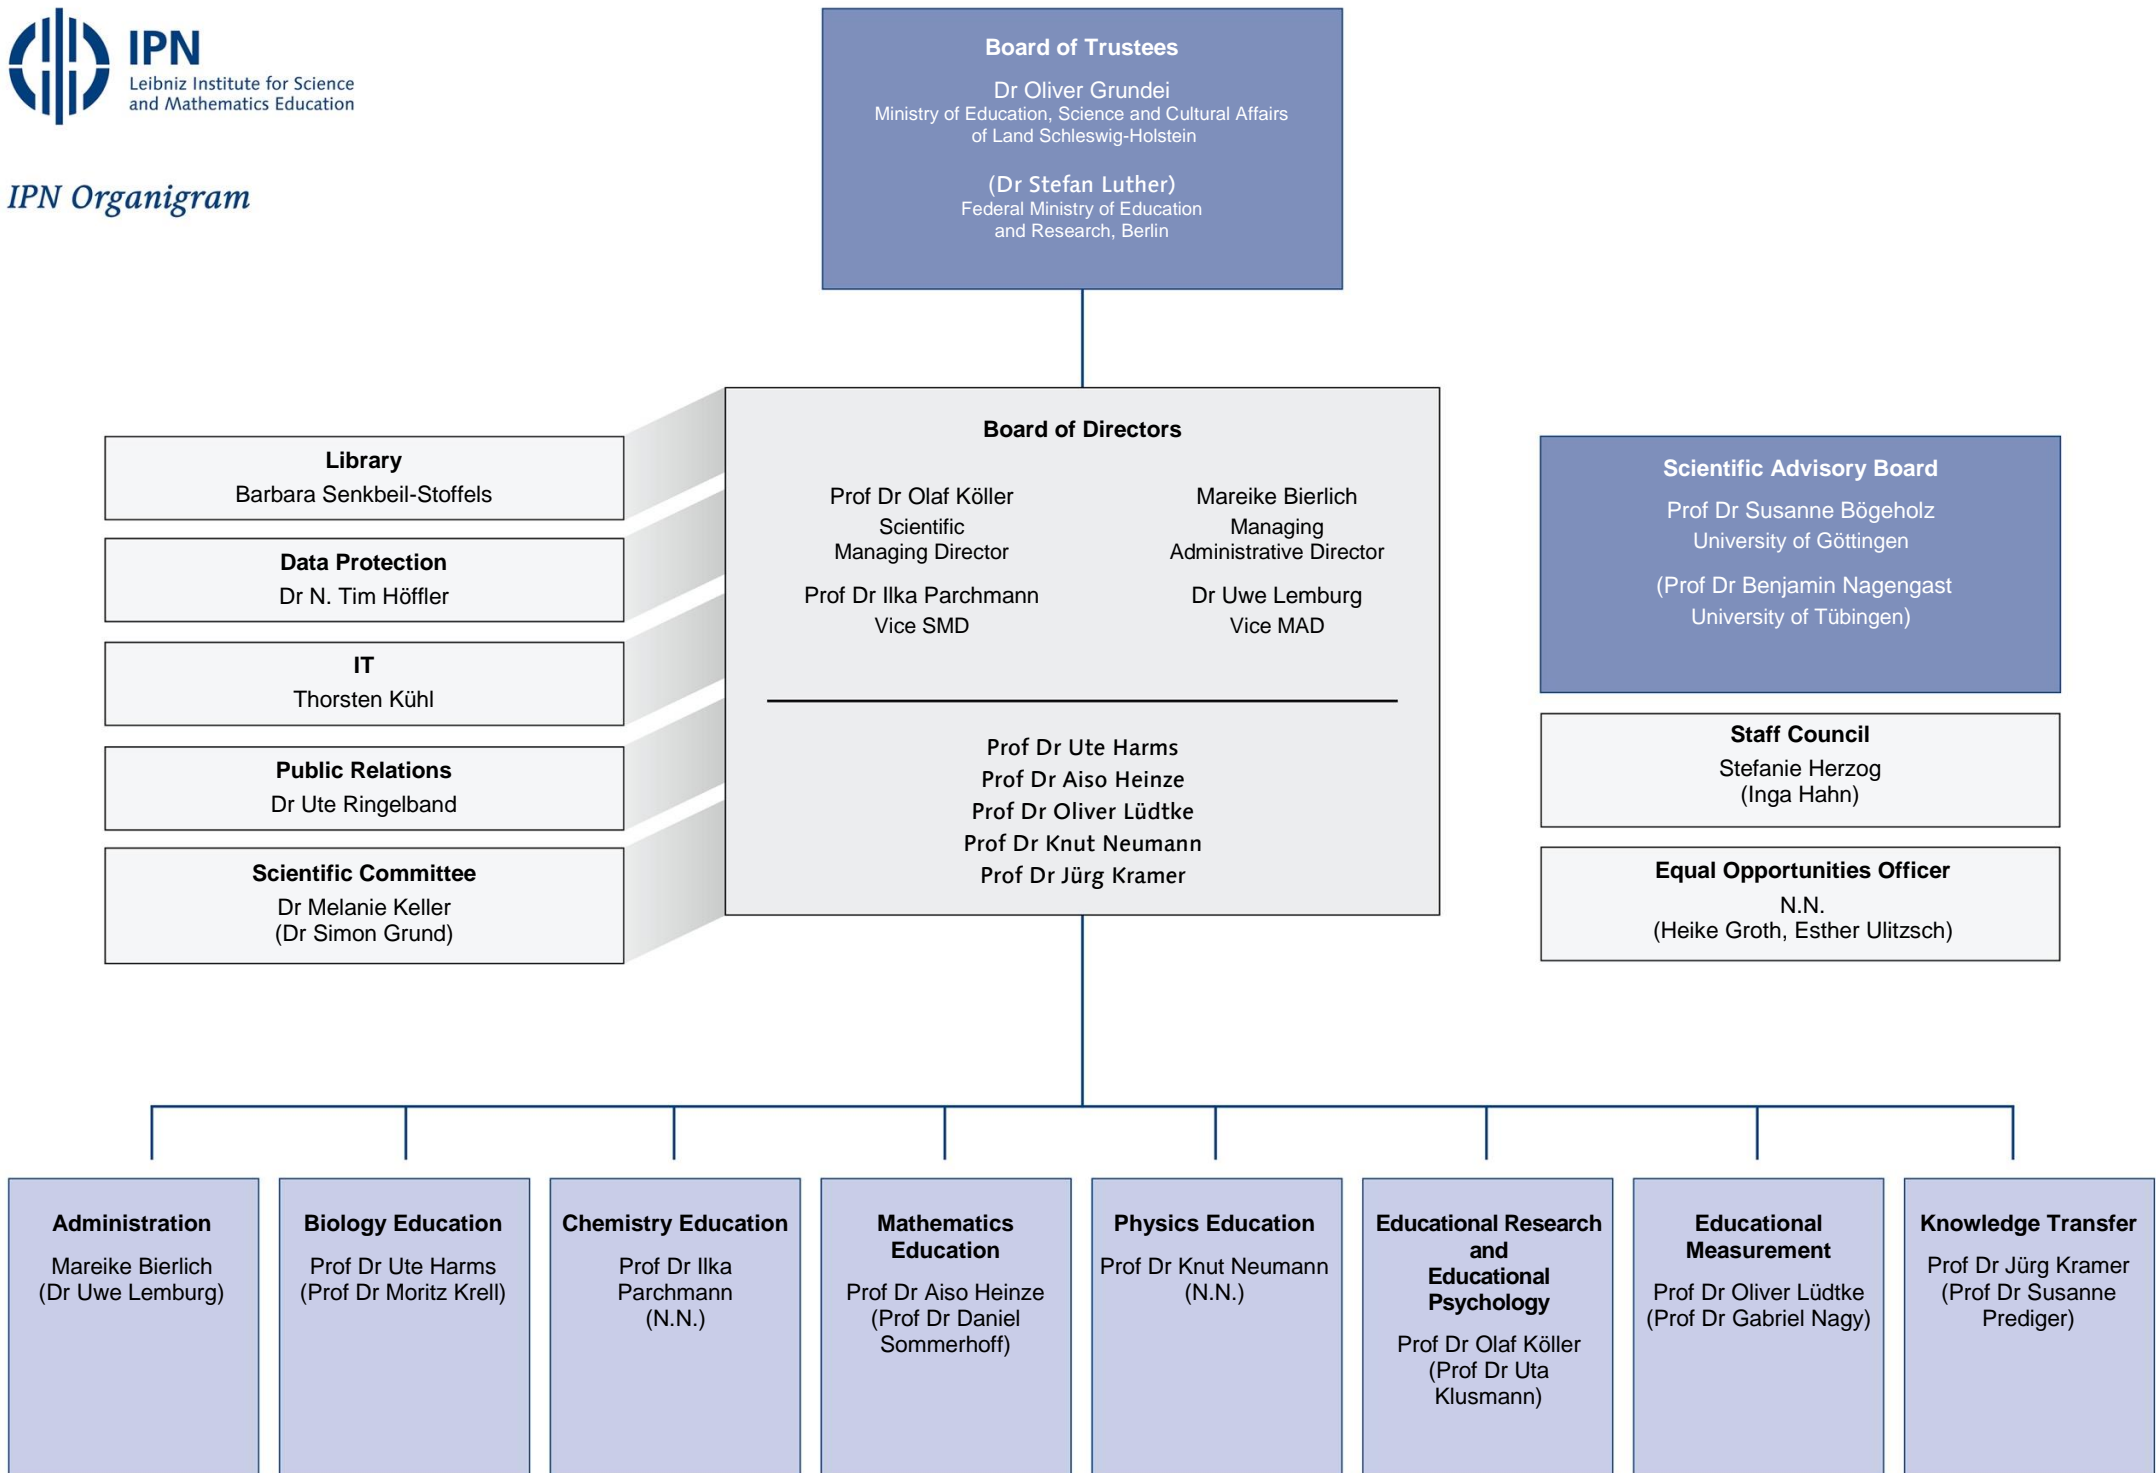 IPN
Leibniz Institute for Science
and Mathematics Education
IPN Organigram
Board of Trustees
Dr Oliver Grundei
Ministry of Education, Science and Cultural Affairs
of Land Schleswig-Holstein
(Dr Stefan Luther)
Federal Ministry of Education
and Research, Berlin
Library
Barbara Senkbeil-Stoffels
Data Protection
Dr N. Tim Höffler
IT
Thorsten Kühl
Public Relations
Dr Ute Ringelband
Scientific Committee
Dr Melanie Keller
(Dr Simon Grund)
Board of Directors
Prof Dr Olaf Köller
Scientific
Managing Director
Prof Dr Ilka Parchmann
Vice SMD
Mareike Bierlich
Managing
Administrative Director
Dr Uwe Lemburg
Vice MAD
Prof Dr Ute Harms
Prof Dr Aiso Heinze
Prof Dr Oliver Lüdtke
Prof Dr Knut Neumann
Prof Dr Jürg Kramer
Scientific Advisory Board
Prof Dr Susanne Bögeholz
University of Göttingen
(Prof Dr Benjamin Nagengast
University of Tübingen)
Staff Council
Stefanie Herzog
(Inga Hahn)
Equal Opportunities Officer
N.N.
(Heike Groth, Esther Ulitzsch)
Administration
Mareike Bierlich
(Dr Uwe Lemburg)
Biology Education
Prof Dr Ute Harms
(Prof Dr Moritz Krell)
Chemistry Education
Prof Dr Ilka
Parchmann
(N.N.)
Mathematics
Education
Prof Dr Aiso Heinze
(Prof Dr Daniel
Sommerhoff)
Physics Education
Prof Dr Knut Neumann
(N.N.)
Educational Research
and
Educational
Psychology
Prof Dr Olaf Köller
(Prof Dr Uta
Klusmann)
Educational
Measurement
Prof Dr Oliver Lüdtke
(Prof Dr Gabriel Nagy)
Knowledge Transfer
Prof Dr Jürg Kramer
(Prof Dr Susanne
Prediger)